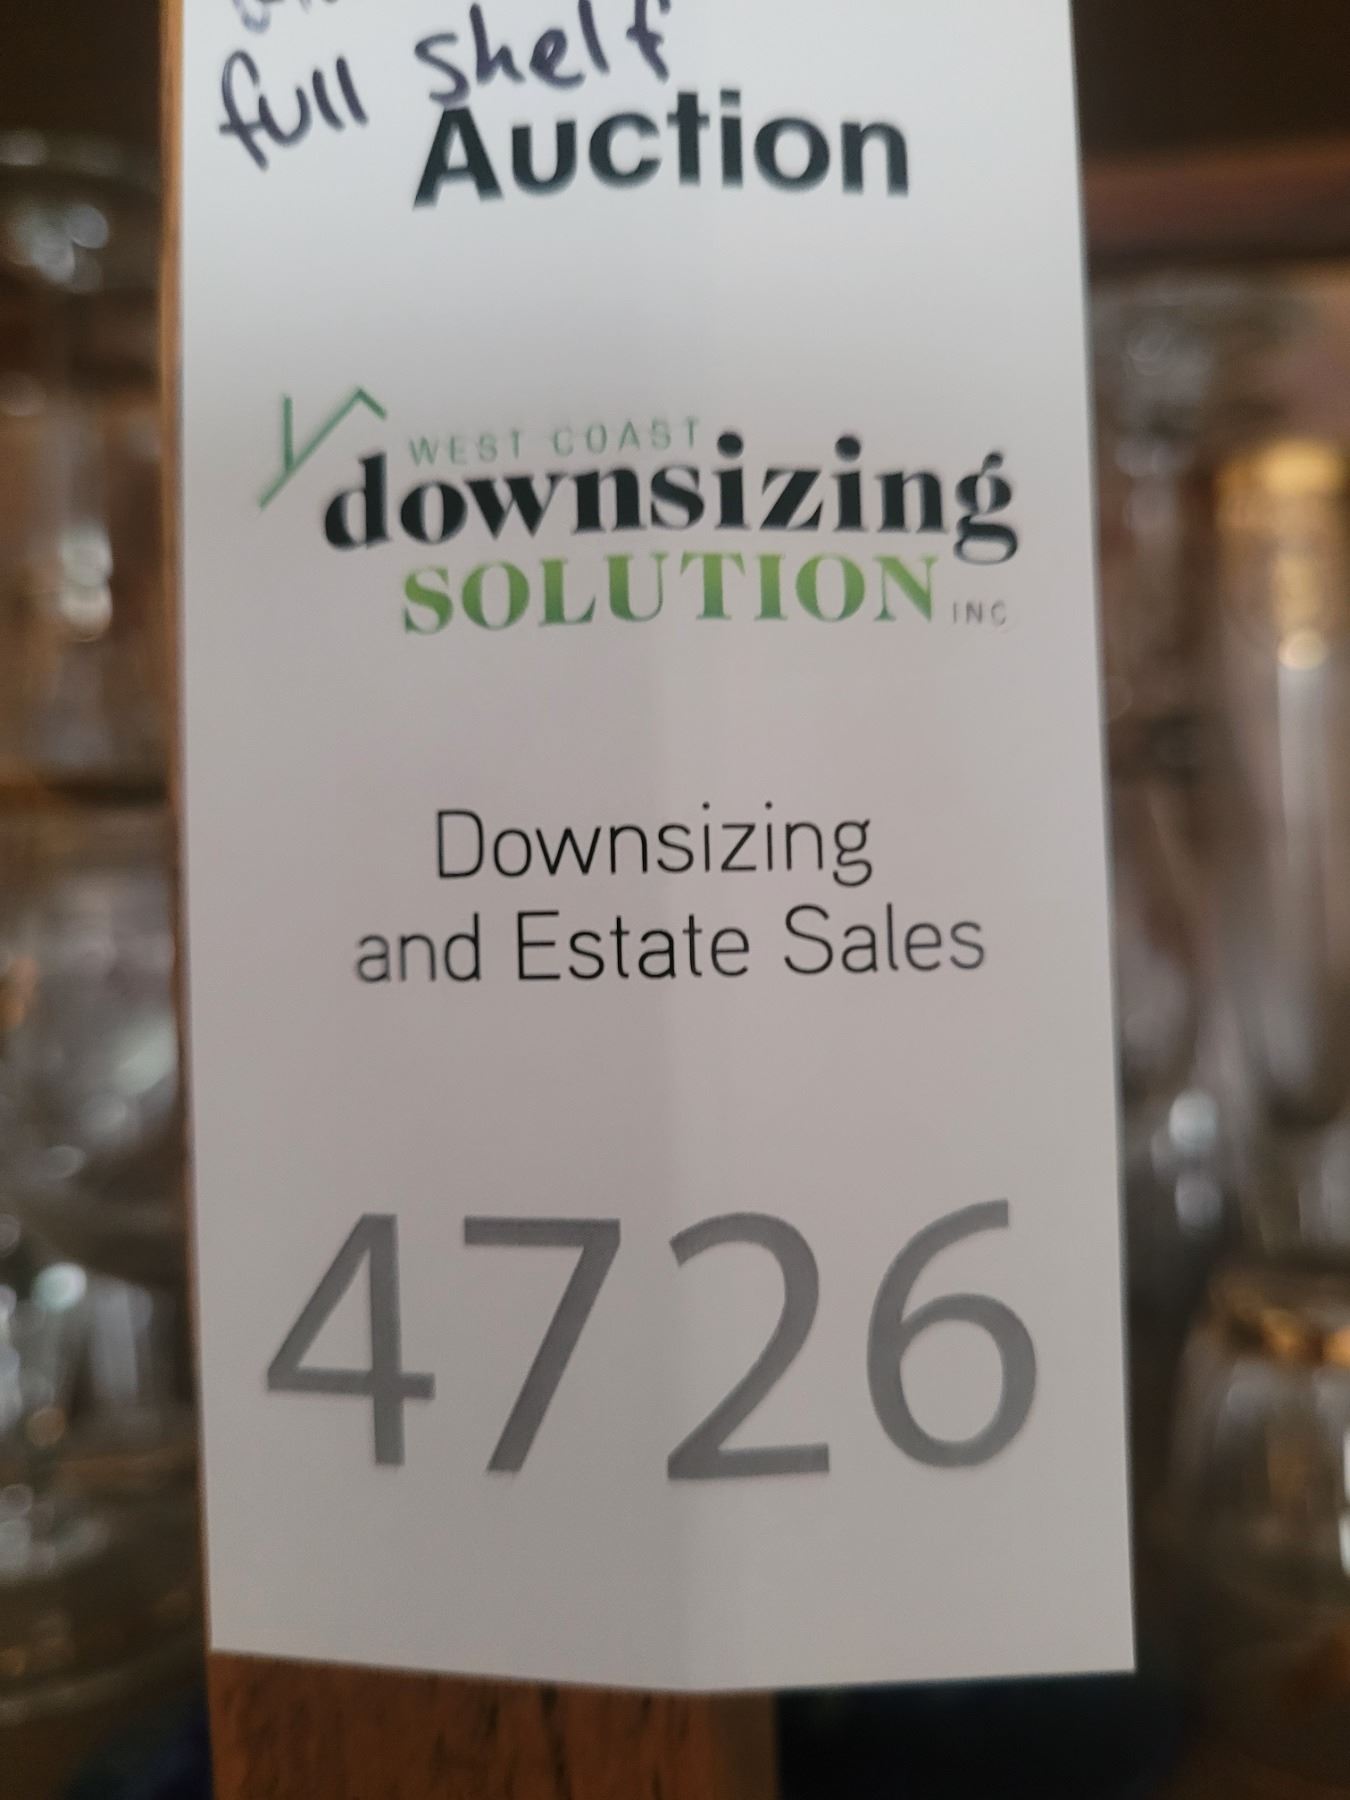 full shelf
Auction
WEST COAST
downsizing
SOLUTION INC
Downsizing
and Estate Sales
4726